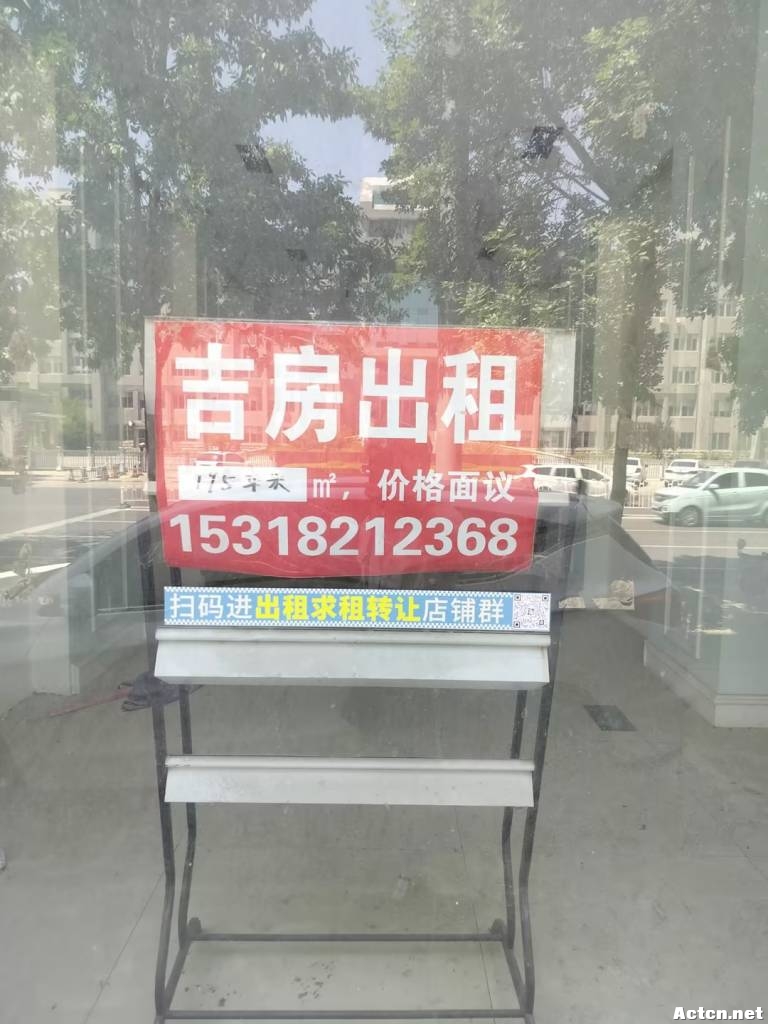 吉房出租
195平米 ㎡，价格面议
15318212368
扫码进出租求租转让店铺群
Actcn.net